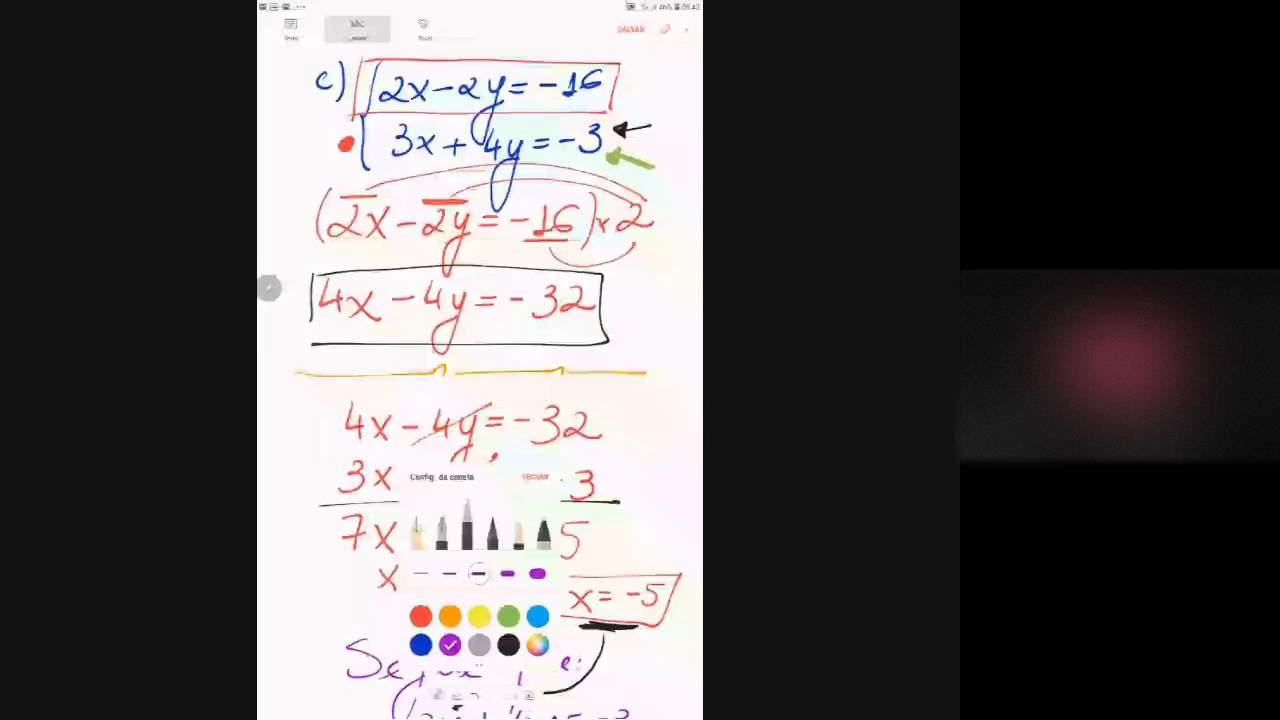 SALVAR
c) 2x - 2y = -16
3x + 4y = -3
(2x - 2y = -16) x 2
4x - 4y = -32
4x - 4y = -32
3x
3
Config. da caneta FECHAR
7x
5
x
x = -5